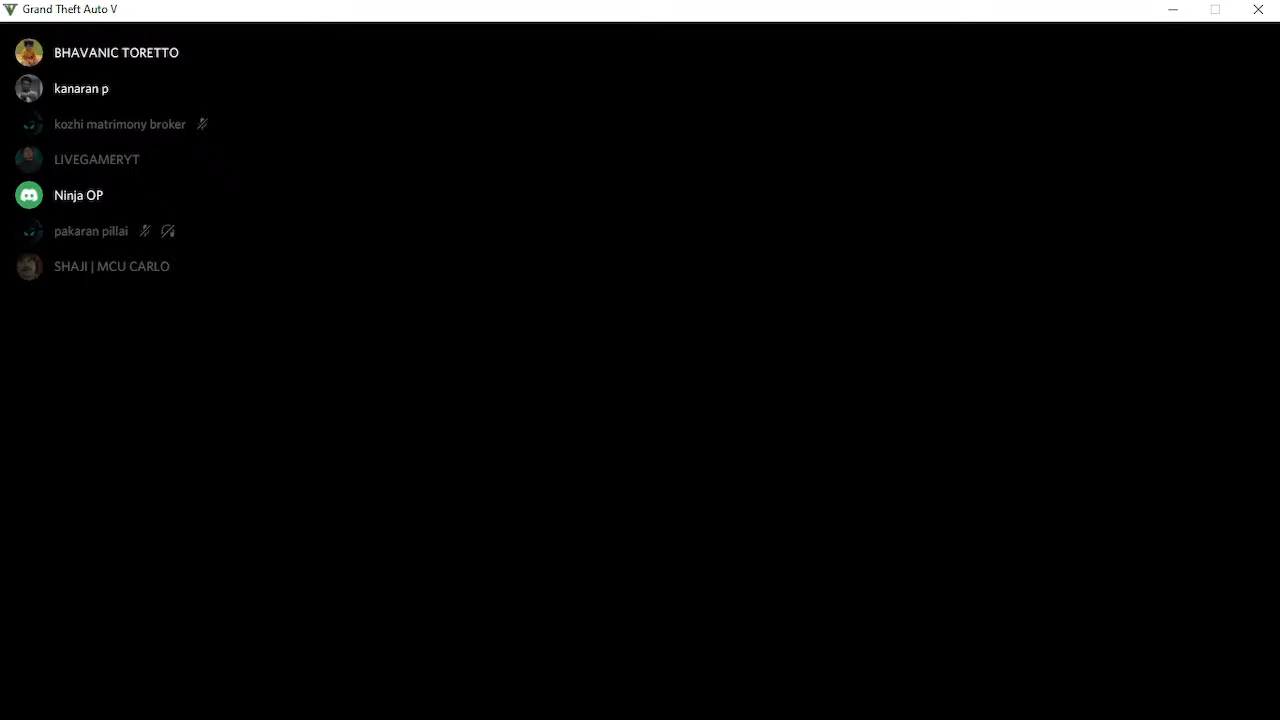 Grand Theft Auto V
BHAVANIC TORETTO
kanaran p
kozhi matrimony broker
LIVEGAMERYT
Ninja OP
pakaran pillai
SHAJI | MCU CARLO